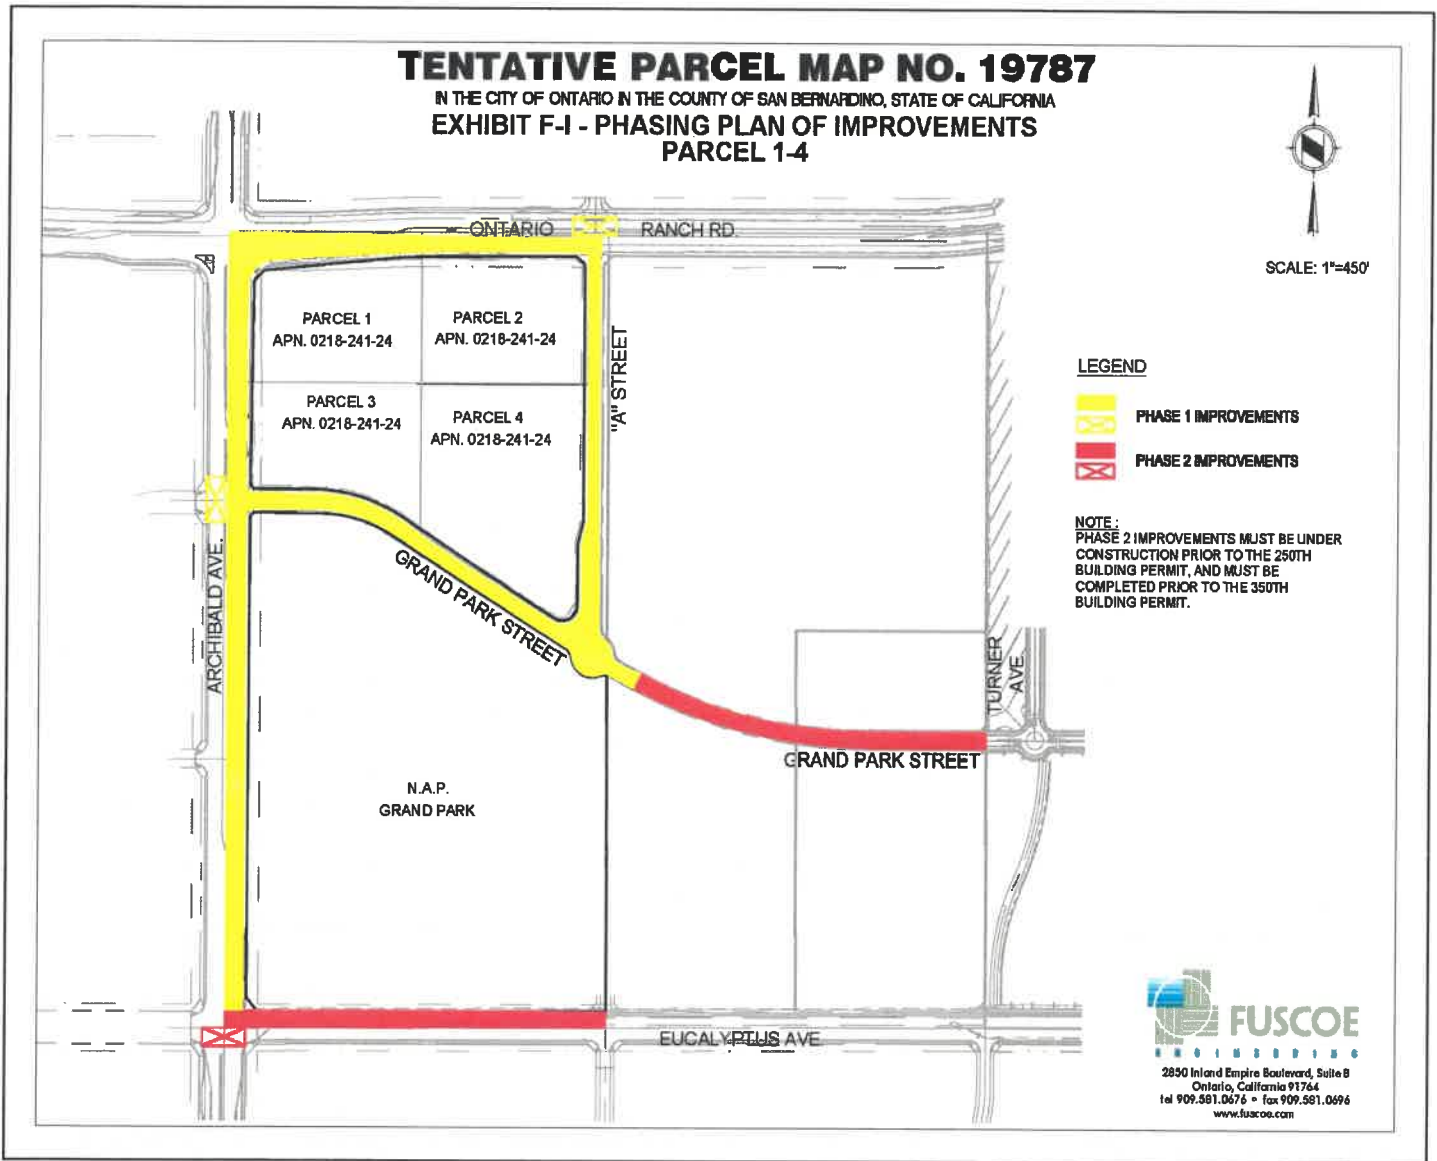 TENTATIVE PARCEL MAP NO. 19787
IN THE CITY OF ONTARIO IN THE COUNTY OF SAN BERNARDINO, STATE OF CALIFORNIA
EXHIBIT F-I - PHASING PLAN OF IMPROVEMENTS
PARCEL 1-4
SCALE: 1"=450'
ONTARIO RANCH RD.
PARCEL 1
APN. 0218-241-24
PARCEL 2
APN. 0218-241-24
PARCEL 3
APN. 0218-241-24
PARCEL 4
APN. 0218-241-24
"A" STREET
ARCHIBALD AVE.
GRAND PARK STREET
N.A.P.
GRAND PARK
TURNER
AVE
GRAND PARK STREET
EUCALYPTUS AVE
LEGEND
PHASE 1 IMPROVEMENTS
PHASE 2 IMPROVEMENTS
NOTE :
PHASE 2 IMPROVEMENTS MUST BE UNDER
CONSTRUCTION PRIOR TO THE 250TH
BUILDING PERMIT, AND MUST BE
COMPLETED PRIOR TO THE 350TH
BUILDING PERMIT.
FUSCOE
ENGINEERING
2850 Inland Empire Boulevard, Suite B
Ontario, California 91764
tel 909.581.0676 • fax 909.581.0696
www.fuscoe.com